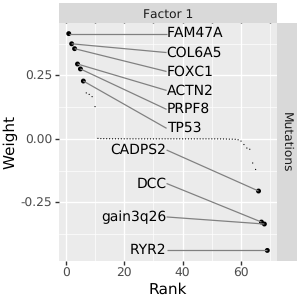 Factor 1
FAM47A
COL6A5
FOXC1
ACTN2
PRPF8
TP53
CADPS2
DCC
gain3q26
RYR2
Mutations
Weight
0.25
0.00
-0.25
0
20
40
60
Rank